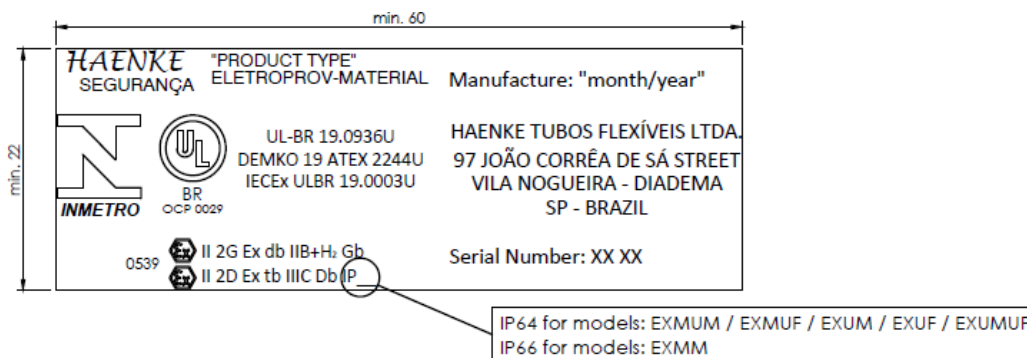 min. 60
HAENKE
SEGURANÇA
"PRODUCT TYPE"
ELETROPROV-MATERIAL
Manufacture: "month/year"
min. 22
UL
BR
OCP 0029
INMETRO
UL-BR 19.0936U
DEMKO 19 ATEX 2244U
IECEx ULBR 19.0003U
HAENKE TUBOS FLEXÍVEIS LTDA.
97 JOÃO CORRÊA DE SÁ STREET
VILA NOGUEIRA - DIADEMA
SP - BRAZIL
0539
Ex II 2G Ex db IIB+H₂ Gb
Ex II 2D Ex tb IIIC Db IP__
Serial Number: XX XX
IP64 for models: EXMUM / EXMUF / EXUM / EXUF / EXUMUF
IP66 for models: EXMM